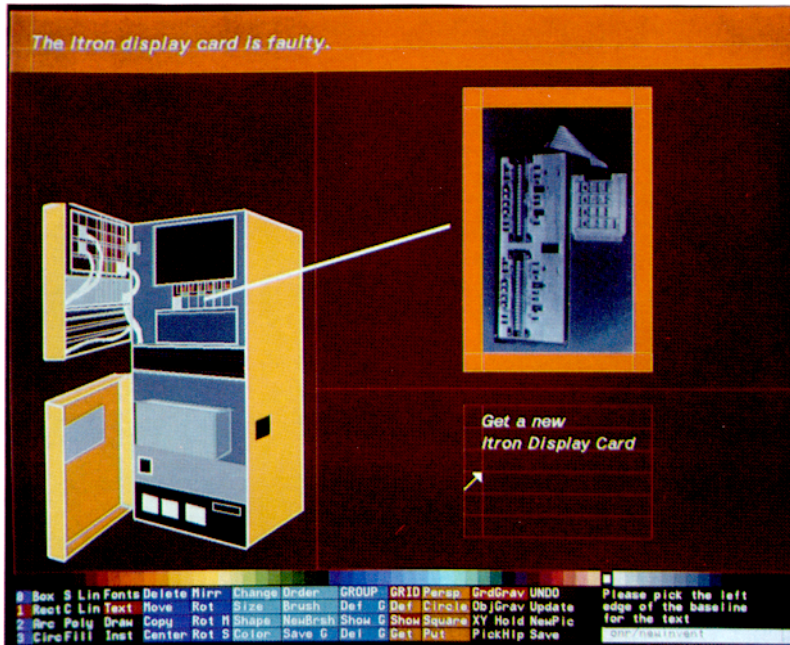 The Itron display card is faulty.
Get a new
Itron Display Card
0 Box S Lin Fonts Delete Mirr Change Order GROUP GRID Persp GrdGrav UNDO
1 Rect C Lin Text Move Rot Size Brush Def G Def Circle ObjGrav Update
2 Arc Poly Draw Copy Rot M Shape NewBrsh Show G Show Square XY Hold NewPic
3 Circ Fill Inst Center Rot S Color Save G Del G Get Put PickHlp Save
Please pick the left
edge of the baseline
for the text
onr/newinvent